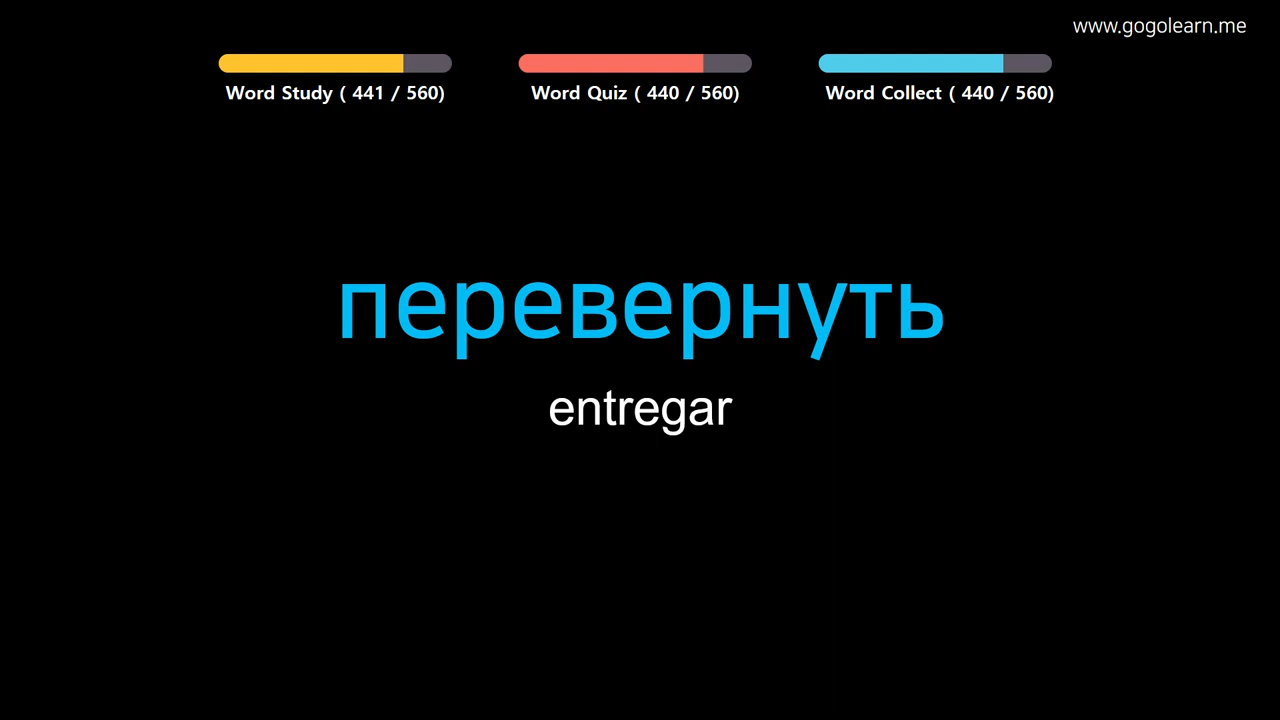 www.gogolearn.me
Word Study ( 441 / 560)
Word Quiz ( 440 / 560)
Word Collect ( 440 / 560)
перевернуть
entregar